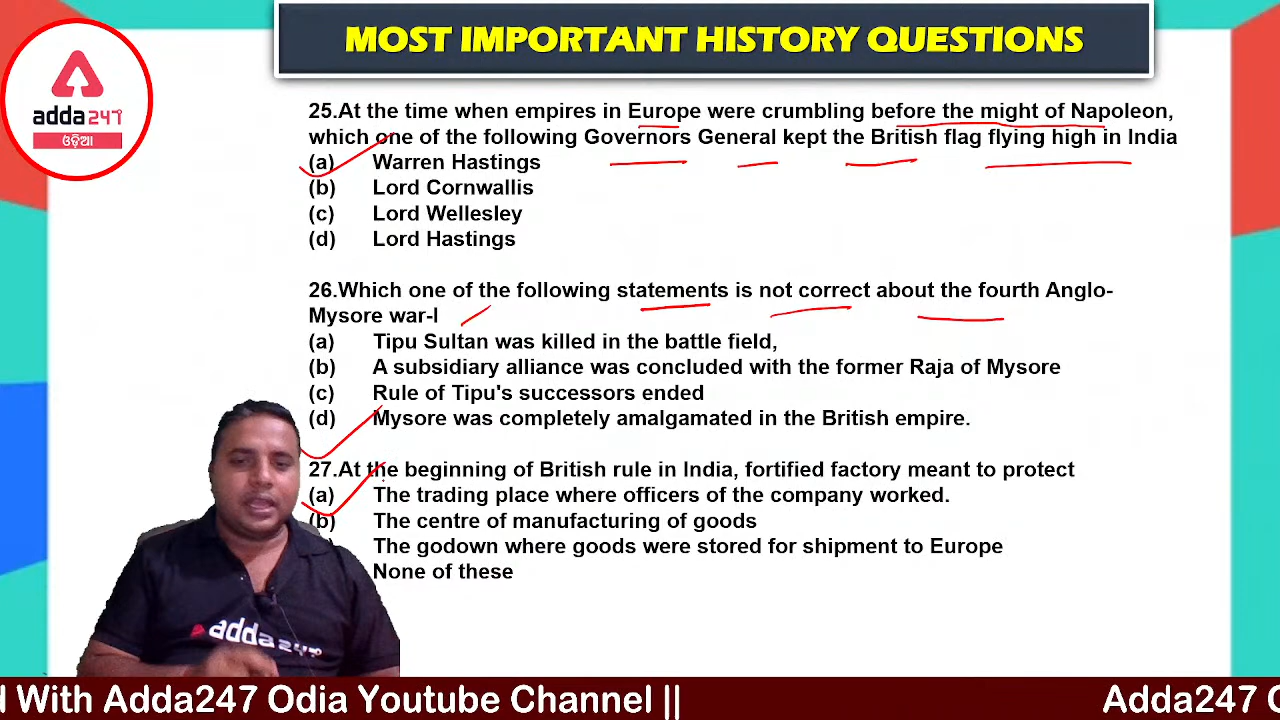 MOST IMPORTANT HISTORY QUESTIONS
adda247
ଓଡ଼ିଆ
25.At the time when empires in Europe were crumbling before the might of Napoleon,
which one of the following Governors General kept the British flag flying high in India
(a) Warren Hastings
(b) Lord Cornwallis
(c) Lord Wellesley
(d) Lord Hastings
26.Which one of the following statements is not correct about the fourth Anglo-
Mysore war-I
(a) Tipu Sultan was killed in the battle field,
(b) A subsidiary alliance was concluded with the former Raja of Mysore
(c) Rule of Tipu's successors ended
(d) Mysore was completely amalgamated in the British empire.
27.At the beginning of British rule in India, fortified factory meant to protect
(a) The trading place where officers of the company worked.
(b) The centre of manufacturing of goods
The godown where goods were stored for shipment to Europe
None of these
adda247
With Adda247 Odia Youtube Channel || Adda247